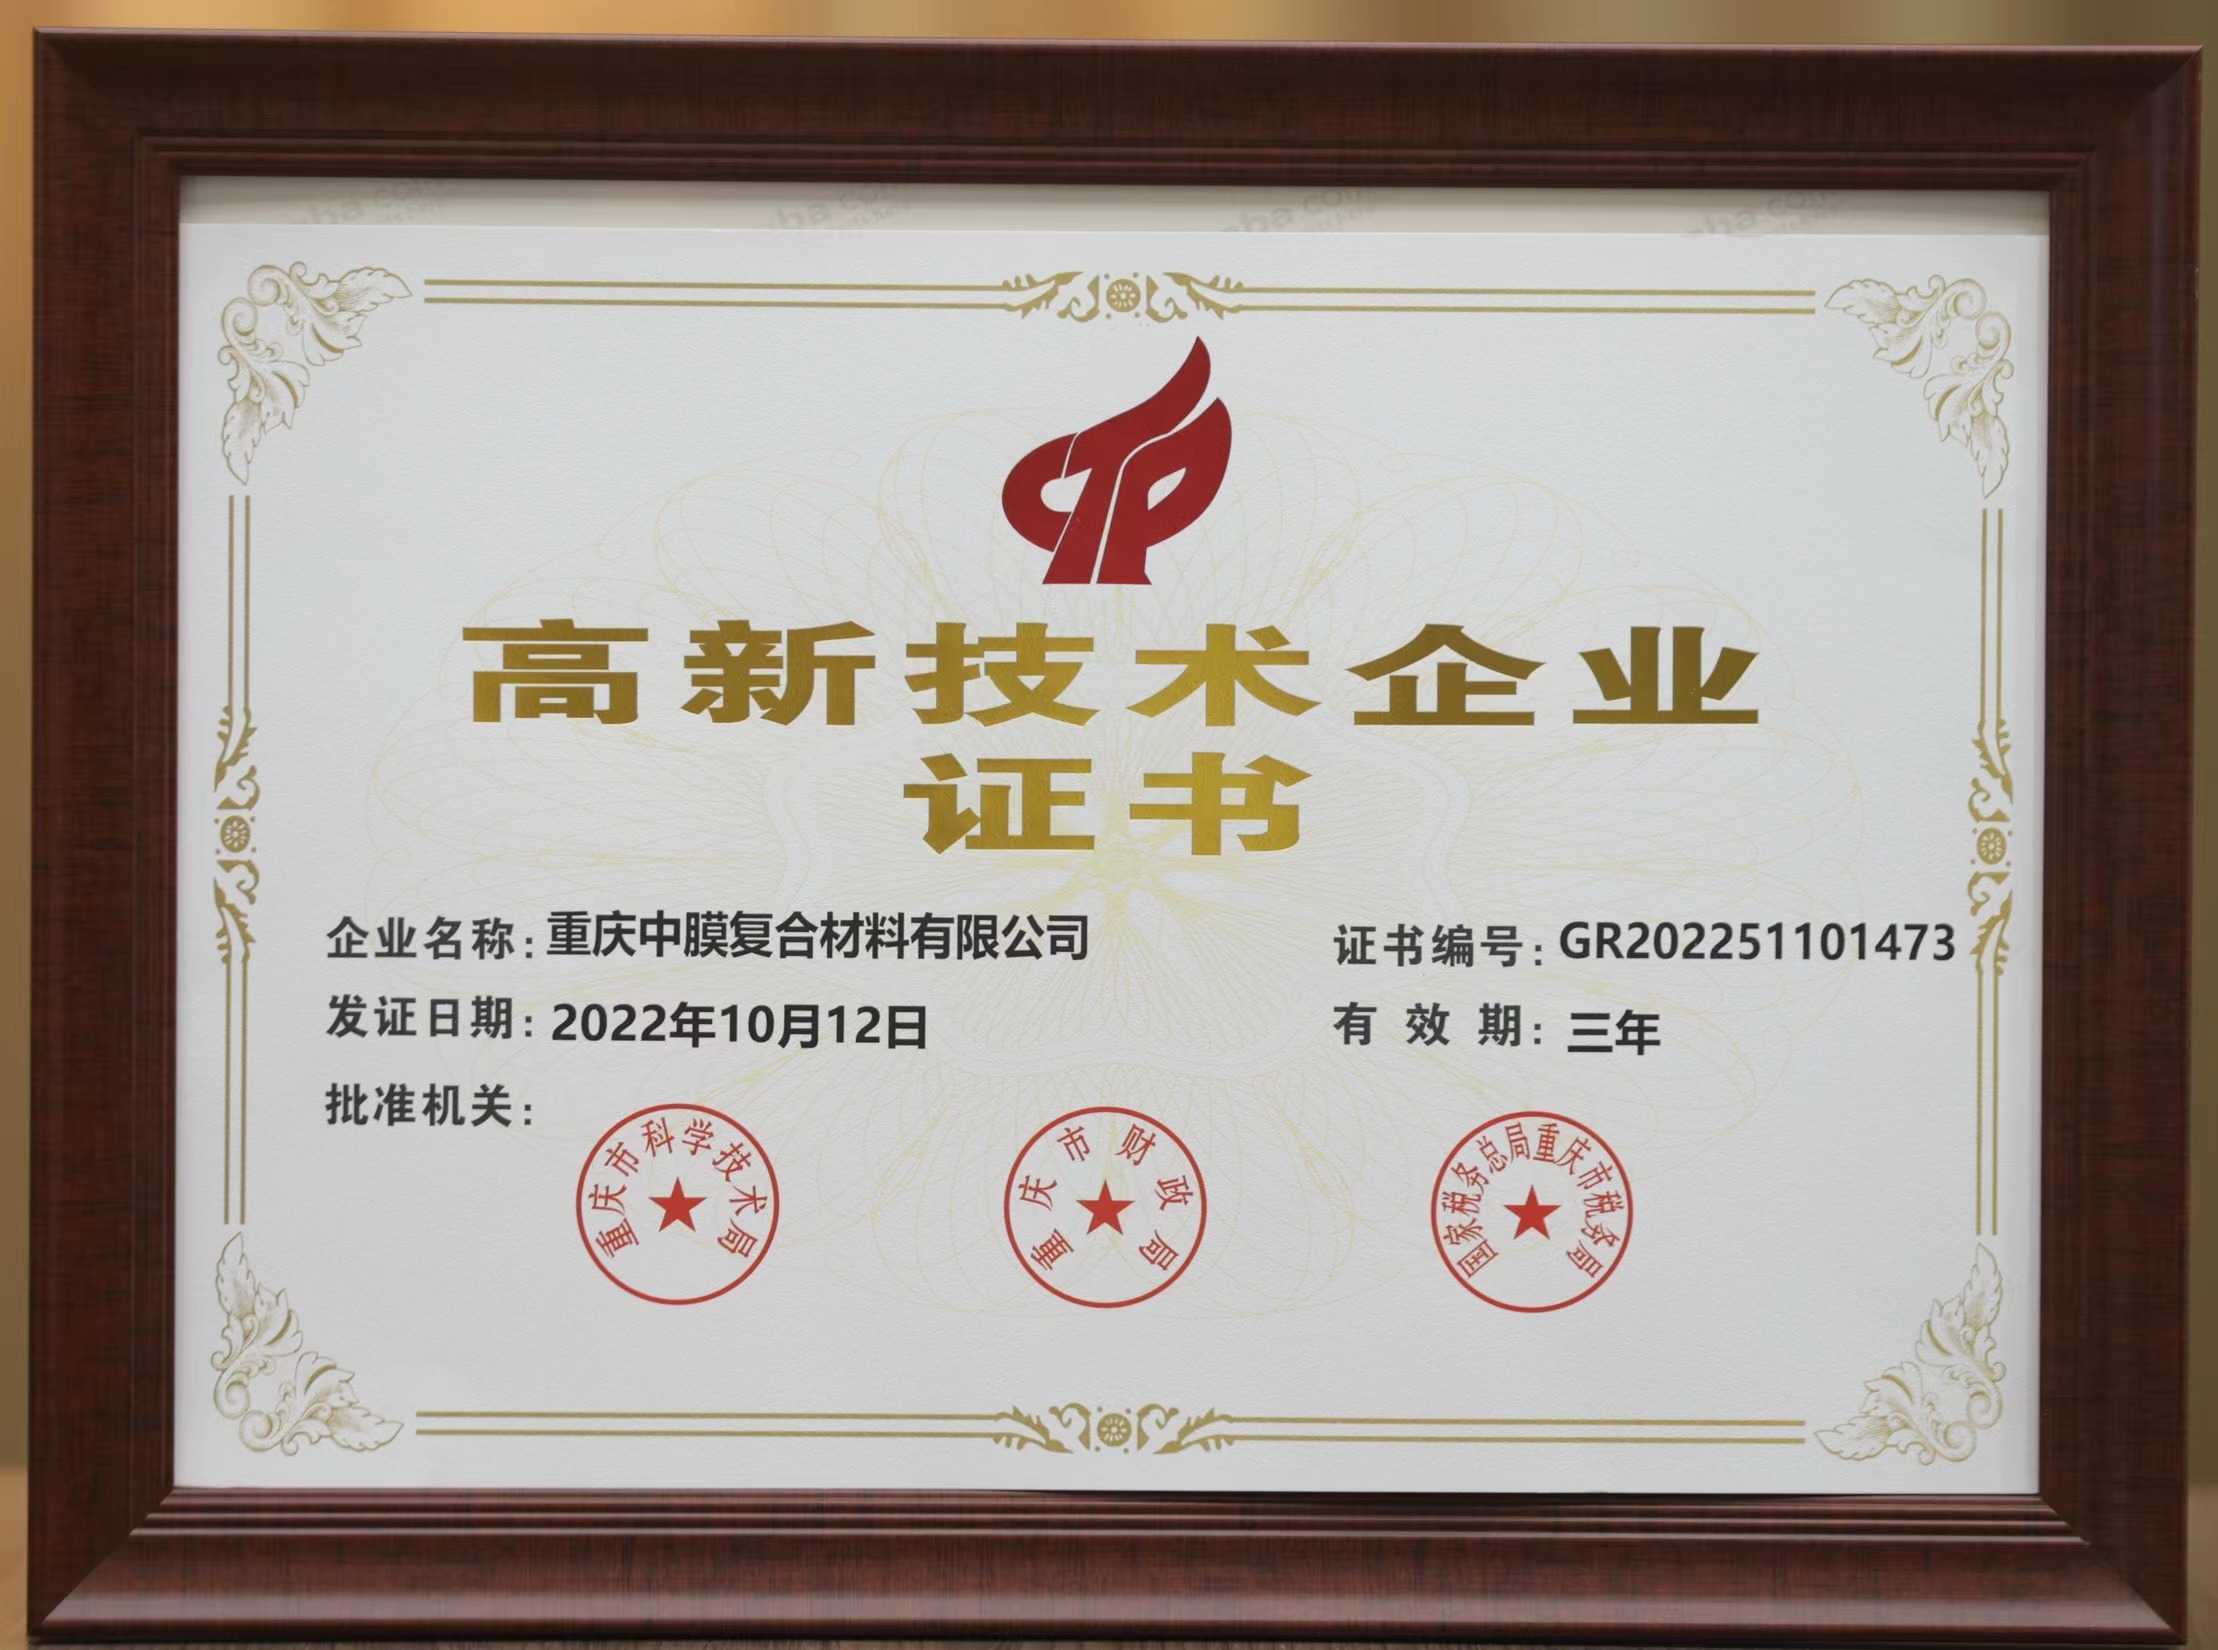 高新技术企业
证书
企业名称：重庆中膜复合材料有限公司
证书编号：GR202251101473
发证日期：2022年10月12日
有效期：三年
批准机关：
重庆市科学技术局
重庆市财政局
国家税务总局重庆市税务局